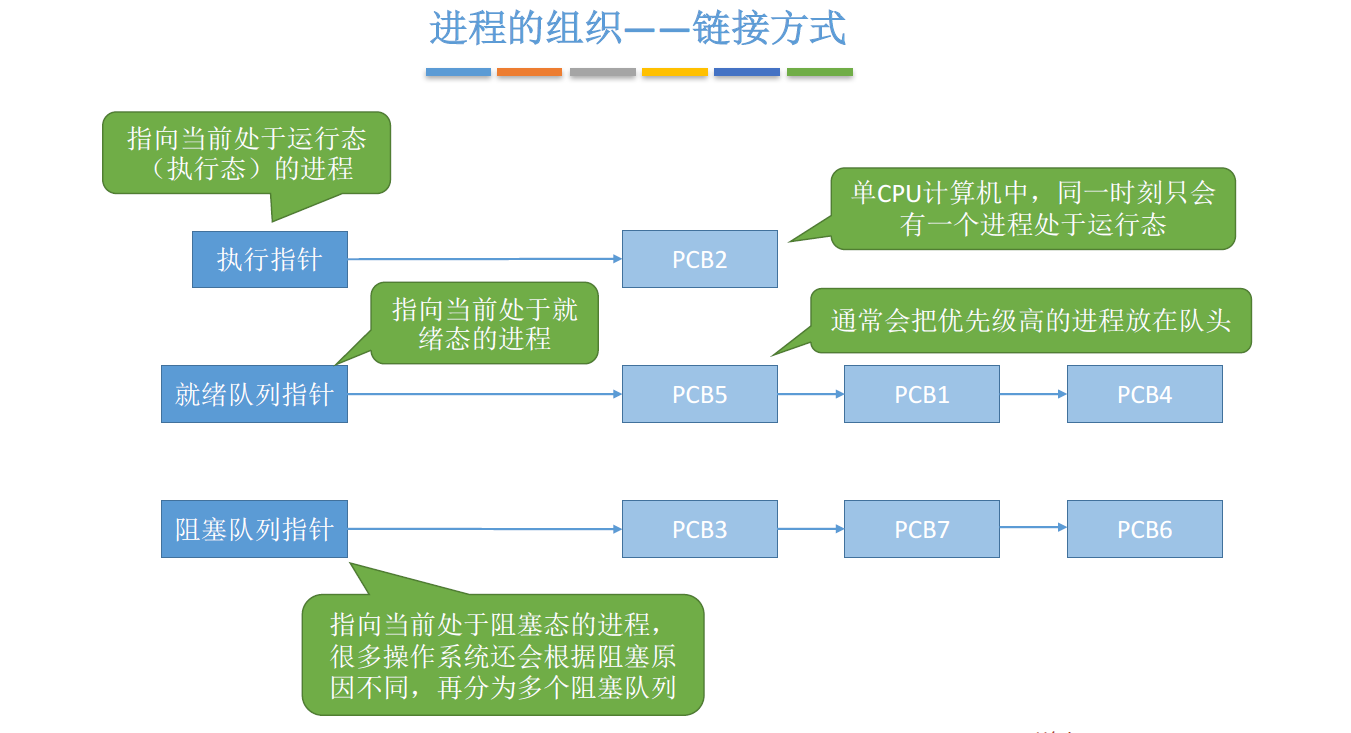 进程的组织——链接方式
指向当前处于运行态
（执行态）的进程
单CPU计算机中，同一时刻只会
有一个进程处于运行态
执行指针
PCB2
指向当前处于就
绪态的进程
通常会把优先级高的进程放在队头
就绪队列指针
PCB5
PCB1
PCB4
阻塞队列指针
PCB3
PCB7
PCB6
指向当前处于阻塞态的进程，
很多操作系统还会根据阻塞原
因不同，再分为多个阻塞队列